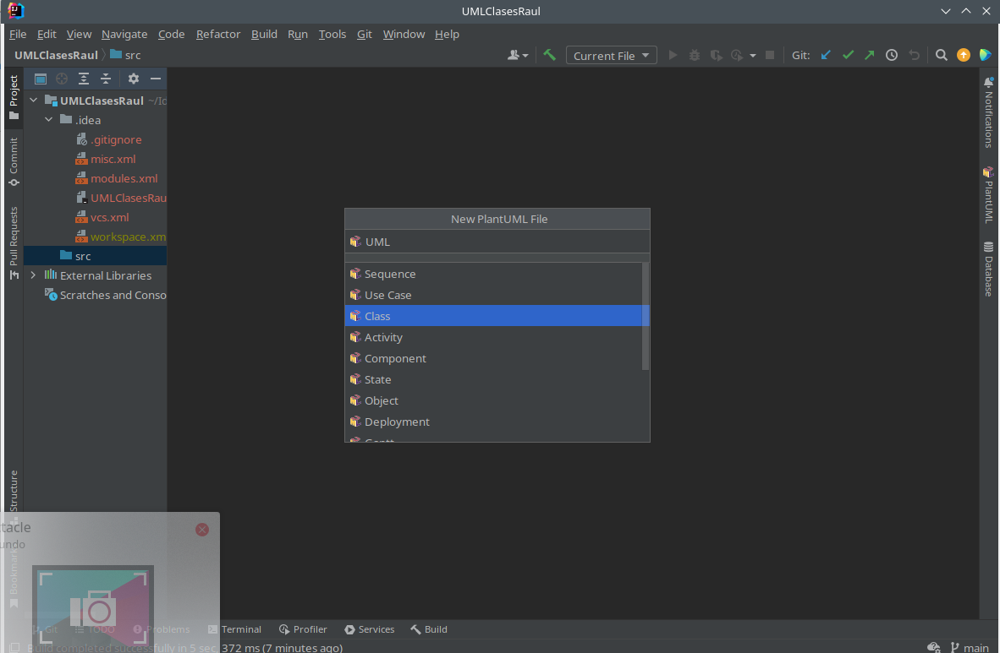 UMLClasesRaul
File Edit View Navigate Code Refactor Build Run Tools Git Window Help
UMLClasesRaul src
Current File
Git:
Project
Commit
Pull Requests
Structure
Bookmark
UMLClasesRaul ~/Id
.idea
.gitignore
misc.xml
modules.xml
UMLClasesRau
vcs.xml
workspace.xm
src
External Libraries
Scratches and Conso
New PlantUML File
UML
Sequence
Use Case
Class
Activity
Component
State
Object
Deployment
Gantt
Notifications
PlantUML
Database
tacle
undo
Git TODO Problems Terminal Profiler Services Build
Build completed successfully in 5 sec, 372 ms (7 minutes ago)
main